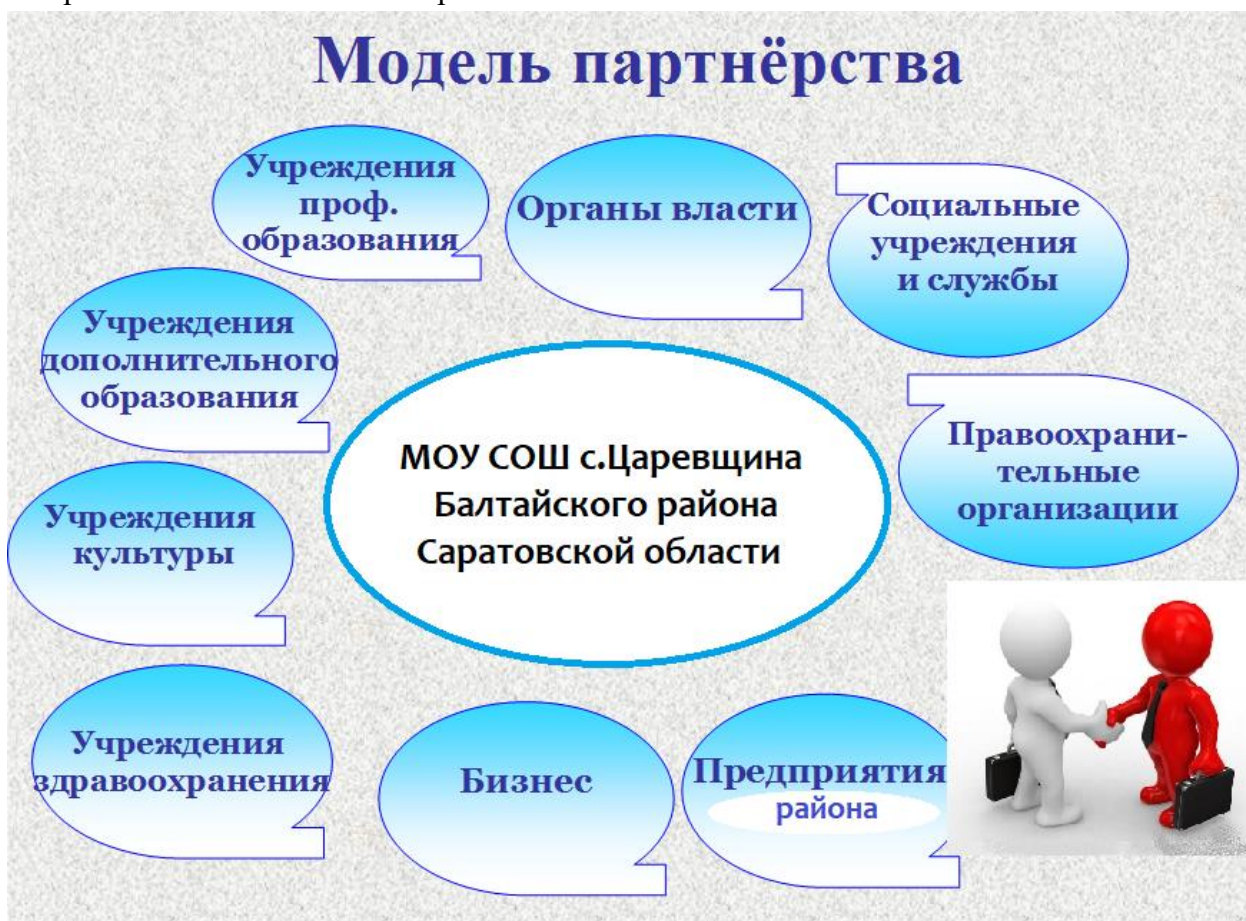 Модель партнёрства
Учреждения
проф.
образования
Органы власти
Социальные
учреждения
и службы
Учреждения
дополнительного
образования
МОУ СОШ с.Царевщина
Балтайского района
Саратовской области
Правоохрани-
тельные
организации
Учреждения
культуры
Учреждения
здравоохранения
Бизнес
Предприятия
района